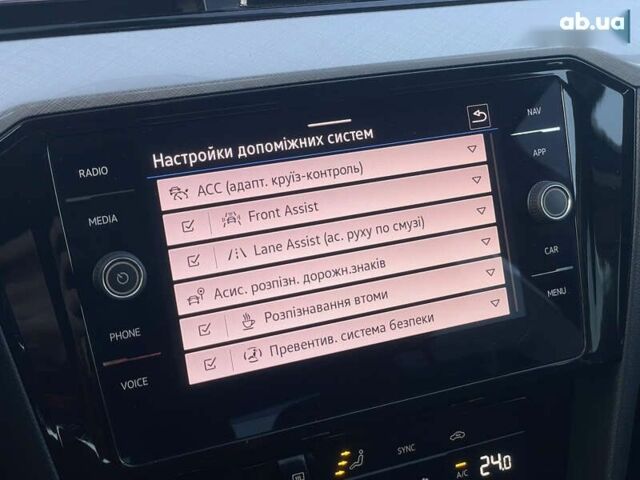 ab.ua
RADIO
MEDIA
PHONE
VOICE
Настройки допоміжних систем
ACC (адапт. круїз-контроль)
Front Assist
Lane Assist (ас. руху по смузі)
Асис. розпізн. дорожн.знаків
Розпізнавання втоми
Превентив. система безпеки
NAV
APP
CAR
MENU
SYNC
A/C
24.0